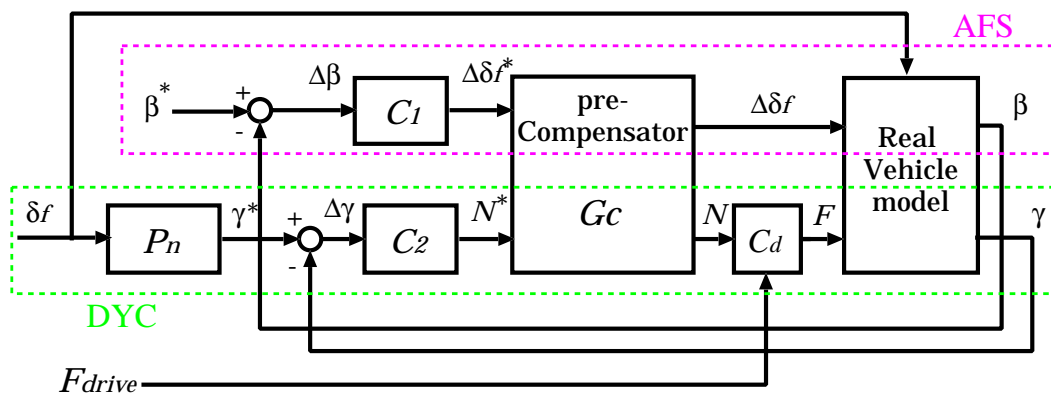 AFS
β* + - Δβ C1 Δδf*
pre-
Compensator
Gc
Δδf
Real
Vehicle
model
β
δf Pn γ* + - Δγ C2 N*
N Cd F
γ
DYC
Fdrive